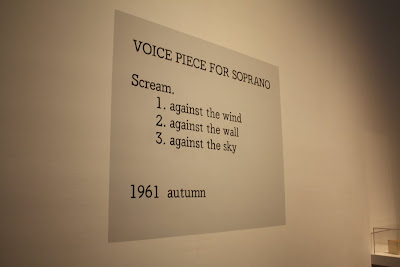 VOICE PIECE FOR SOPRANO
Scream.
1. against the wind
2. against the wall
3. against the sky
1961 autumn